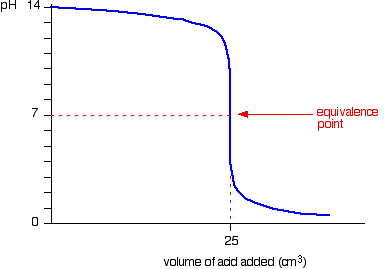 pH 14
7
equivalence
point
0
25
volume of acid added (cm³)